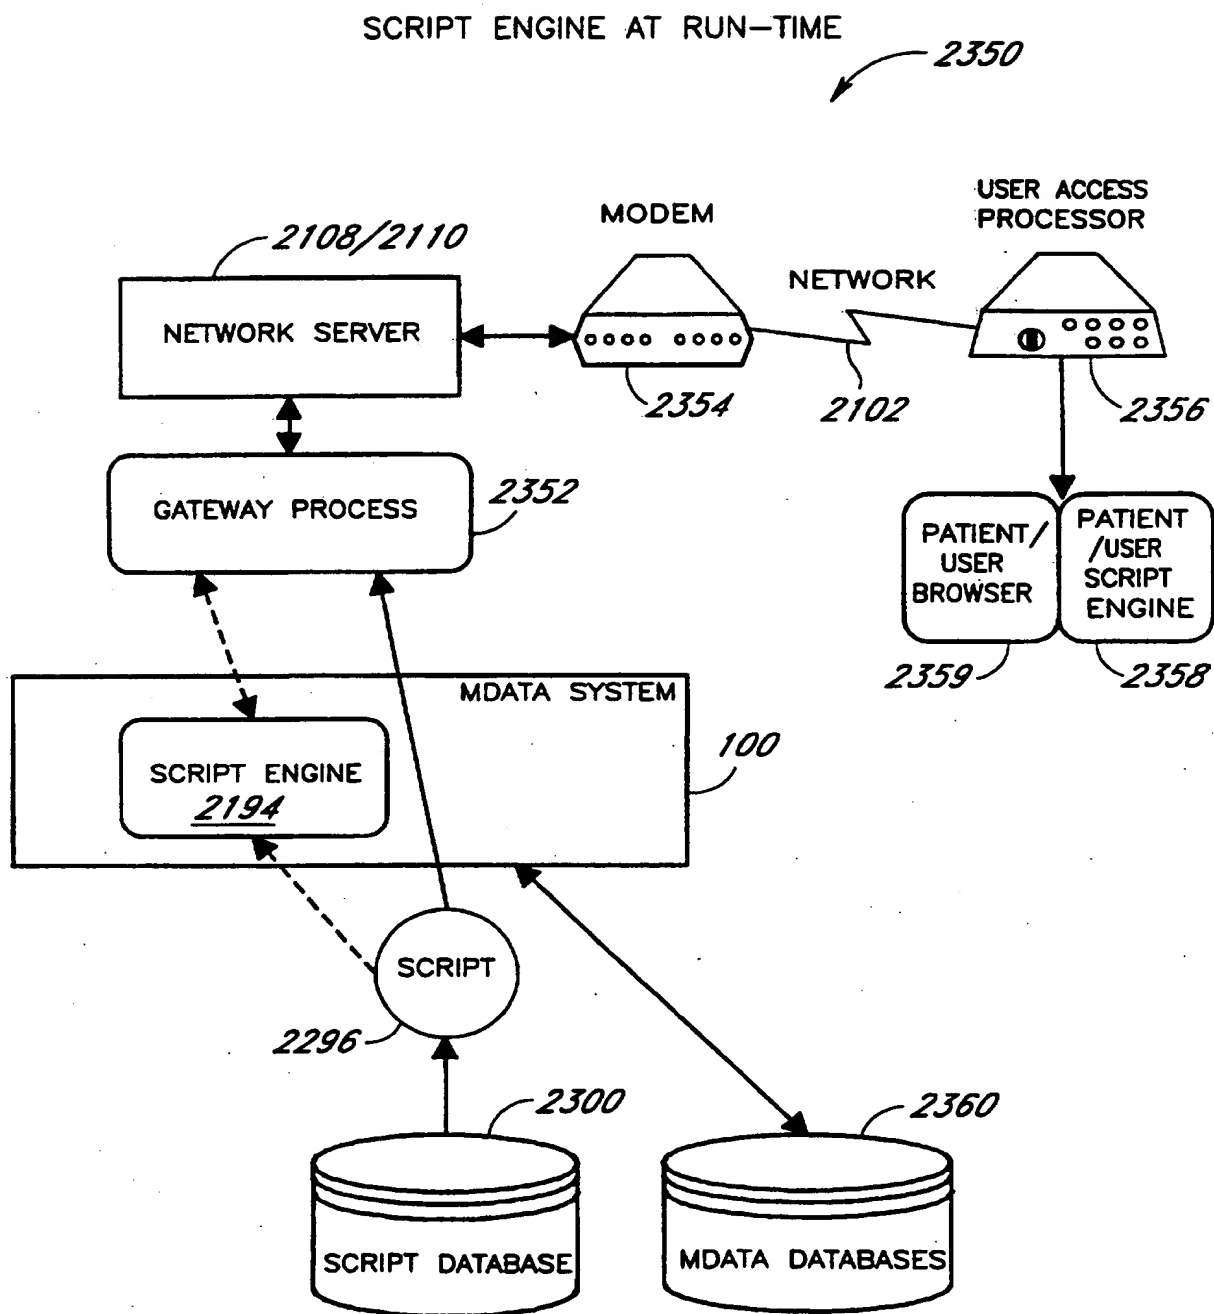 SCRIPT ENGINE AT RUN-TIME
2350
USER ACCESS
PROCESSOR
MODEM
2108/2110
NETWORK
NETWORK SERVER
2354
2102
2356
GATEWAY PROCESS
2352
PATIENT/
USER
BROWSER
PATIENT
/USER
SCRIPT
ENGINE
2359
2358
MDATA SYSTEM
100
SCRIPT ENGINE
2194
SCRIPT
2296
2300
2360
SCRIPT DATABASE
MDATA DATABASES